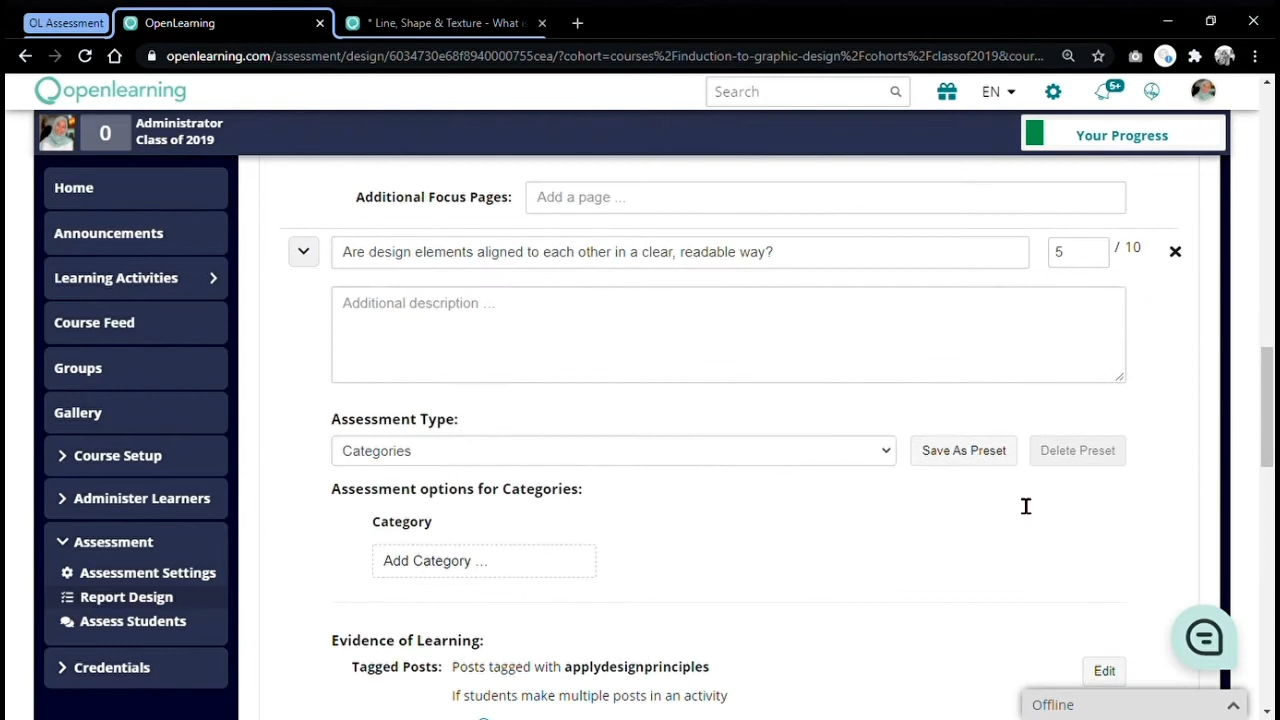 OL Assessment
OpenLearning
* Line, Shape & Texture - What i
openlearning.com/assessment/design/6034730e68f8940000755cea/?cohort=courses%2Finduction-to-graphic-design%2Fcohorts%2Fclassof2019&cour...
openlearning
Search
EN
5+
0
Administrator
Class of 2019
Your Progress
Home
Announcements
Learning Activities
Course Feed
Groups
Gallery
Course Setup
Administer Learners
Assessment
Assessment Settings
Report Design
Assess Students
Credentials
Additional Focus Pages:
Add a page ...
Are design elements aligned to each other in a clear, readable way?
5
/ 10
Additional description ...
Assessment Type:
Categories
Save As Preset
Delete Preset
Assessment options for Categories:
Category
Add Category ...
Evidence of Learning:
Tagged Posts: Posts tagged with applydesignprinciples
Edit
If students make multiple posts in an activity
Offline